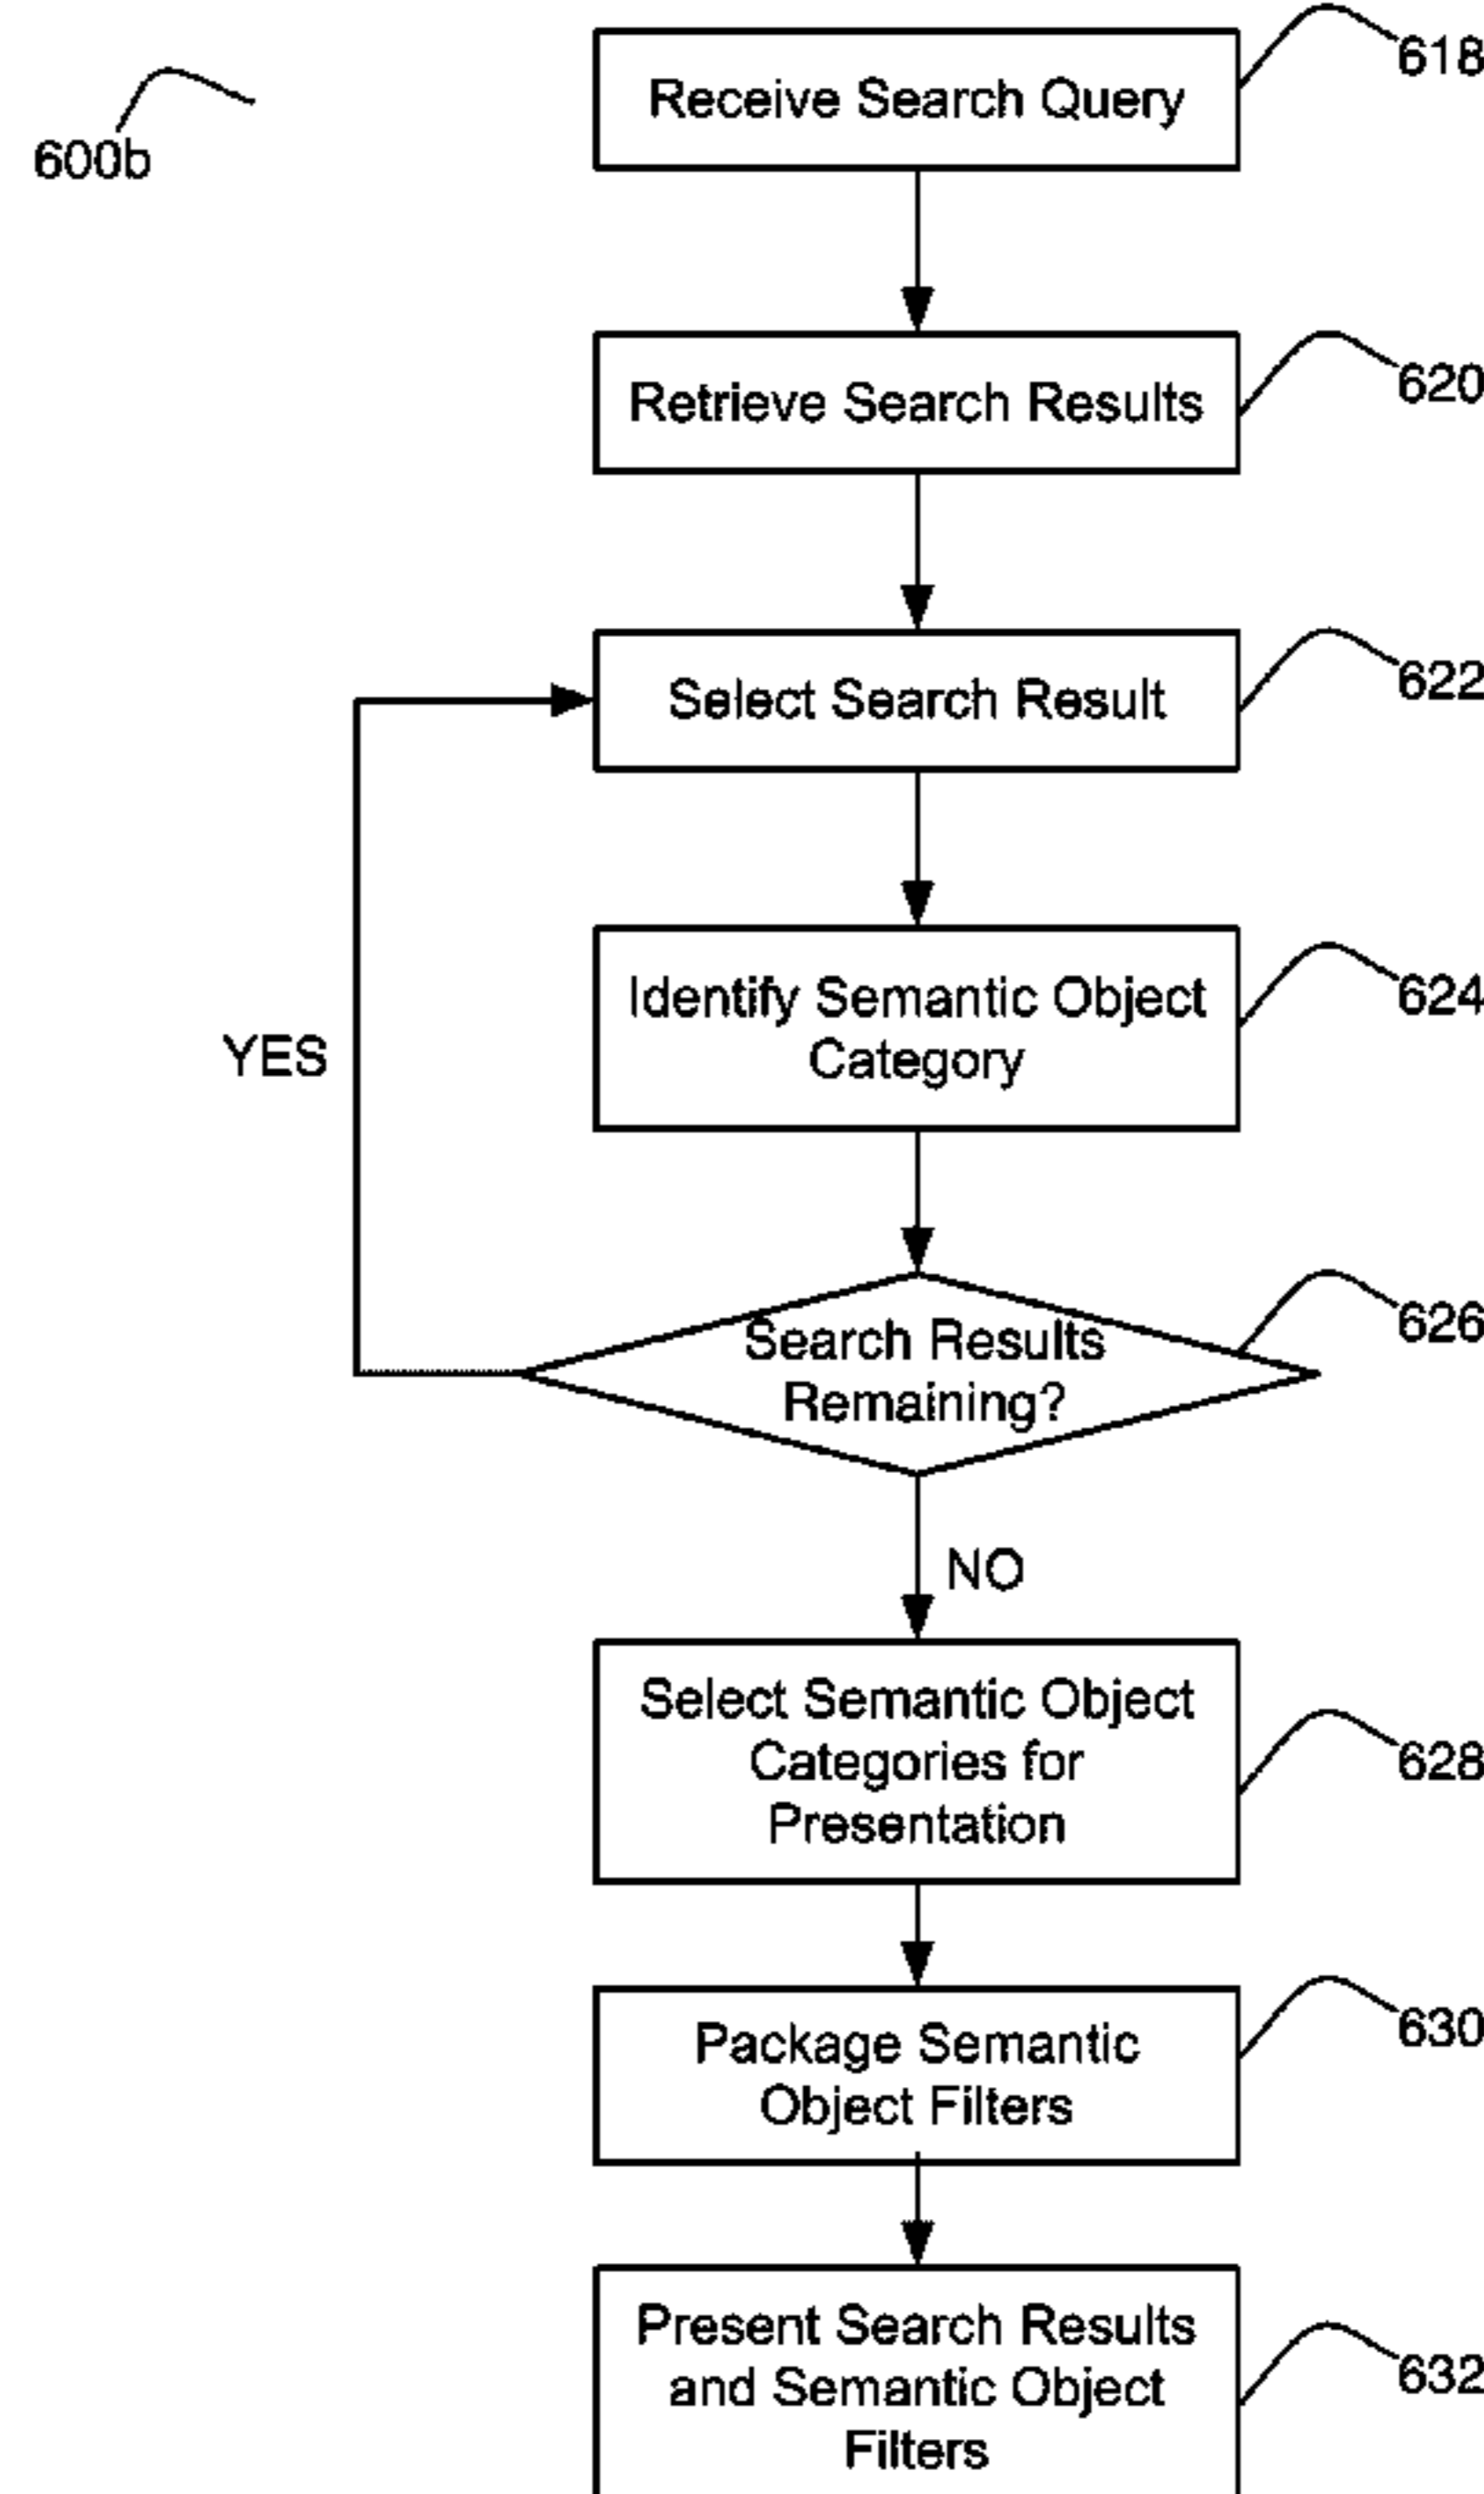 600b
Receive Search Query
618
Retrieve Search Results
620
Select Search Result
622
Identify Semantic Object
Category
624
YES
Search Results
Remaining?
626
NO
Select Semantic Object
Categories for
Presentation
628
Package Semantic
Object Filters
630
Present Search Results
and Semantic Object
Filters
632